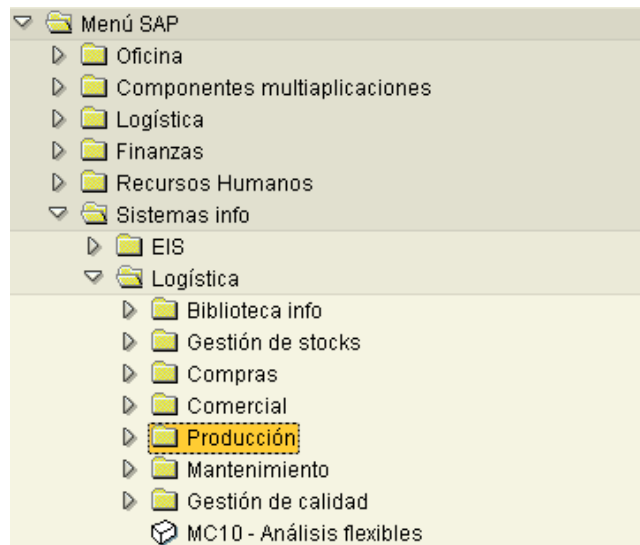 Menú SAP
Oficina
Componentes multiaplicaciones
Logística
Finanzas
Recursos Humanos
Sistemas info
EIS
Logística
Biblioteca info
Gestión de stocks
Compras
Comercial
Producción
Mantenimiento
Gestión de calidad
MC10 - Análisis flexibles